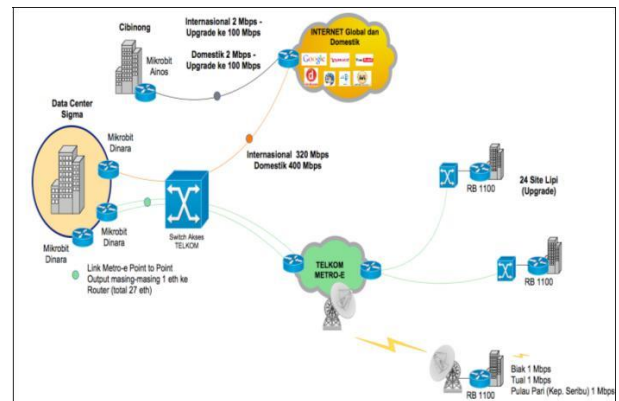 Cibinong
Internasional 2 Mbps -
Upgrade ke 100 Mbps
Domestik 2 Mbps -
Upgrade ke 100 Mbps
Mikrobit
Ainos
INTERNET Global dan
Domestik
Google
YAHOO!
Data Center
Sigma
Mikrobit
Dinara
Mikrobit
Dinara
Mikrobit
Dinara
Switch Akses
TELKOM
Internasional 320 Mbps
Domestik 400 Mbps
Link Metro-e Point to Point
Output masing-masing 1 eth ke
Router (total 27 eth)
TELKOM
METRO-E
RB 1100
24 Site Lipi
(Upgrade)
RB 1100
RB 1100
Biak 1 Mbps
Tual 1 Mbps
Pulau Pari (Kep. Seribu) 1 Mbps